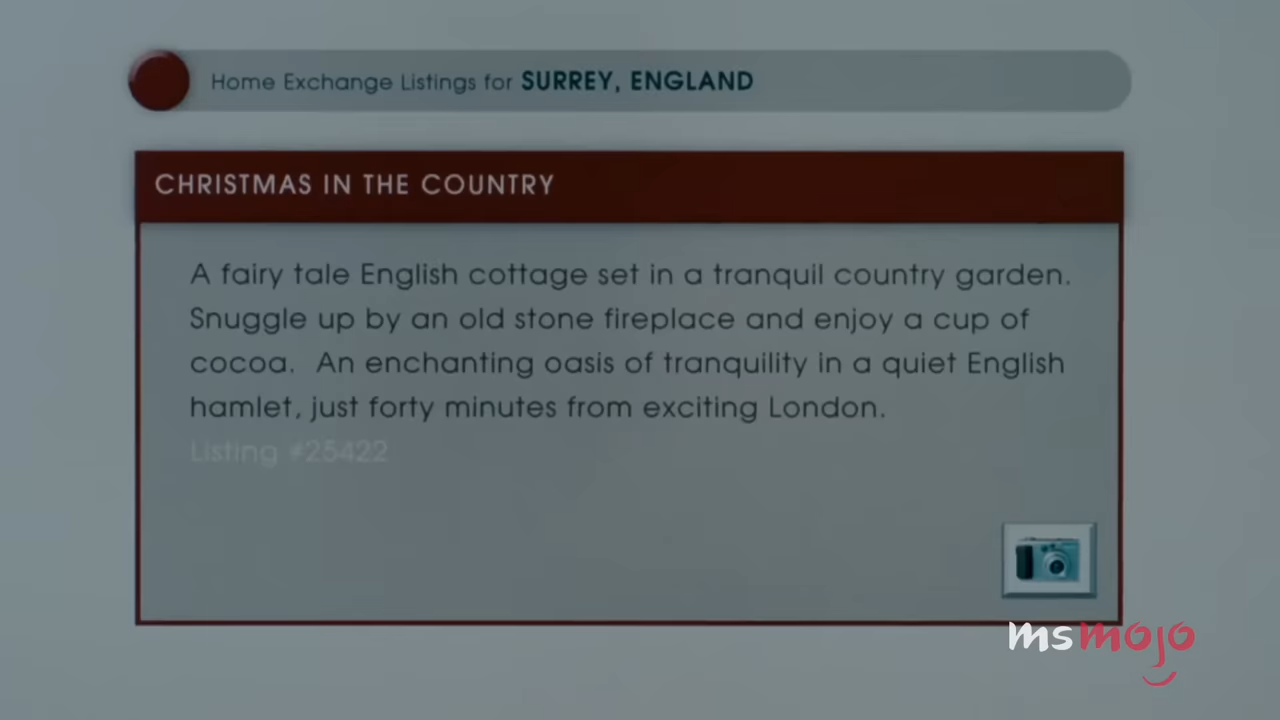 Home Exchange Listings for SURREY, ENGLAND
CHRISTMAS IN THE COUNTRY
A fairy tale English cottage set in a tranquil country garden.
Snuggle up by an old stone fireplace and enjoy a cup of
cocoa.  An enchanting oasis of tranquility in a quiet English
hamlet, just forty minutes from exciting London.
Listing #25422
msmojo